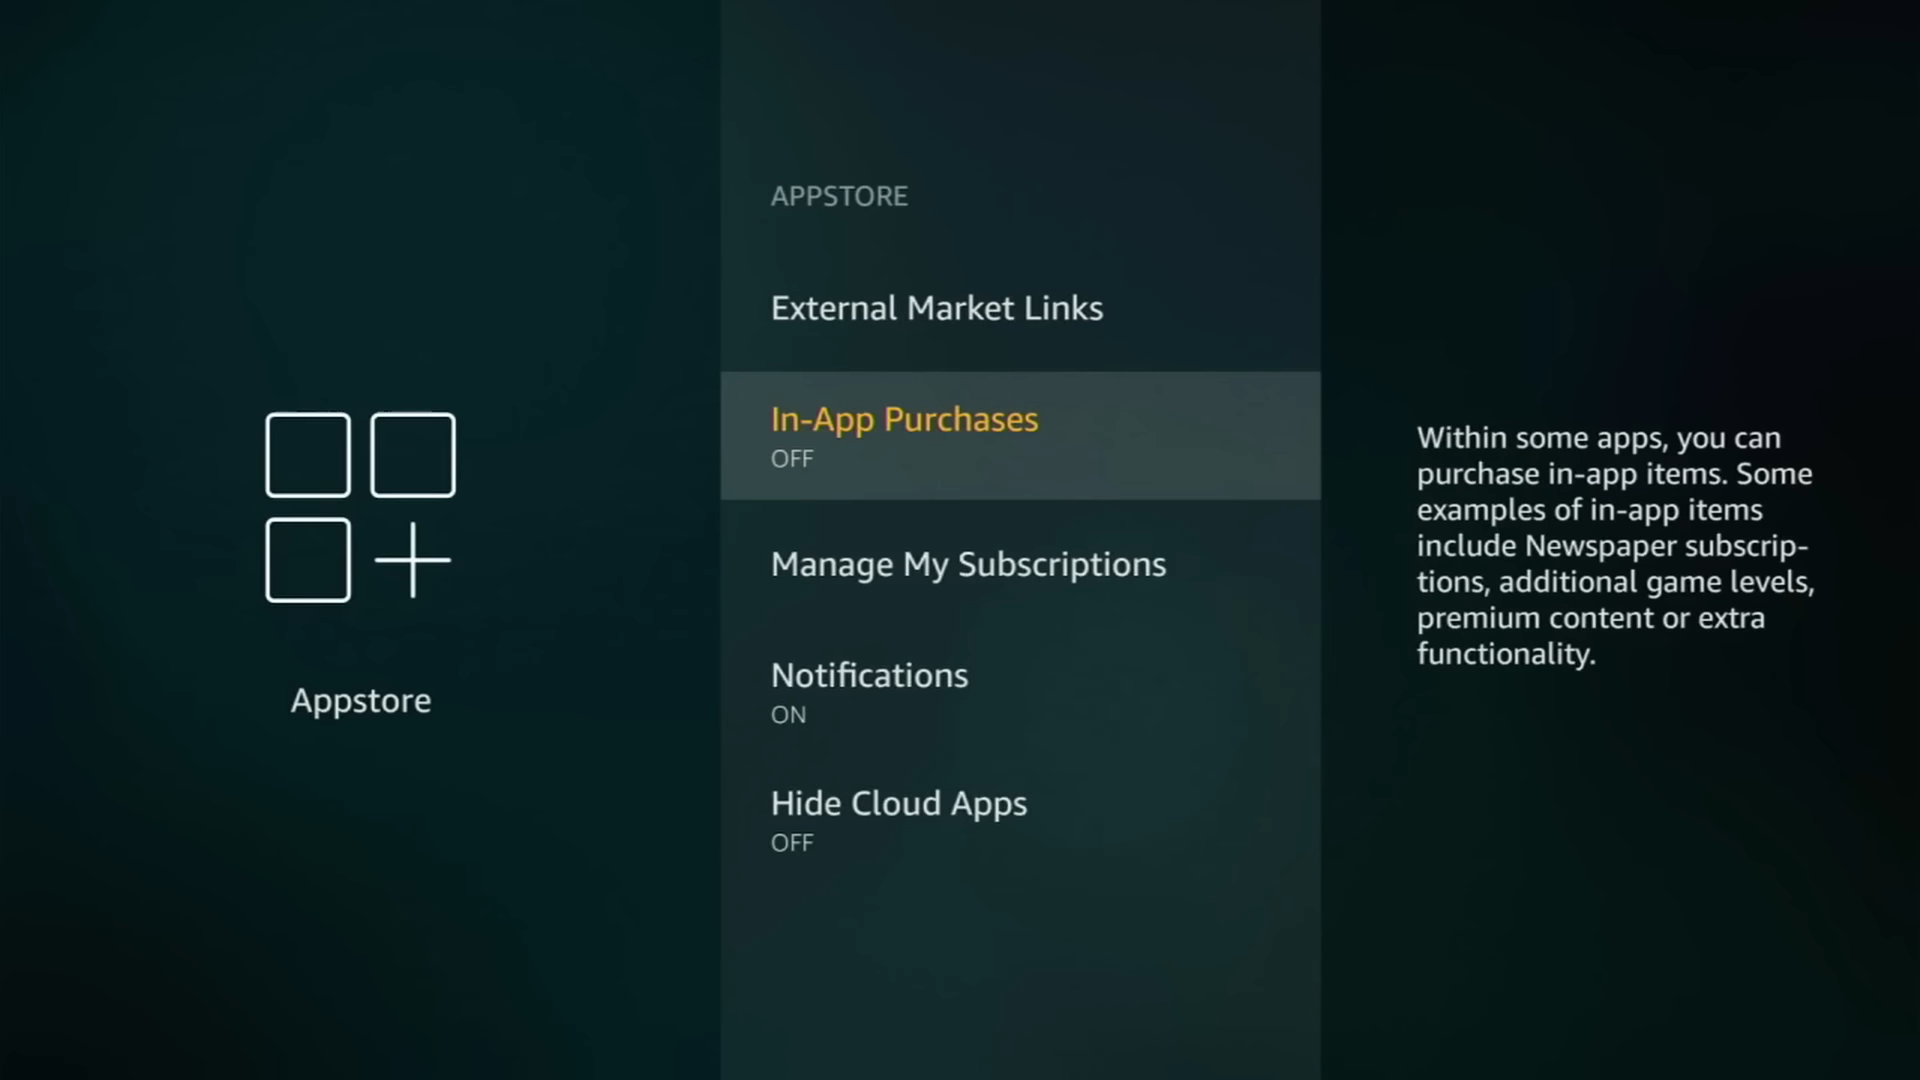 APPSTORE
External Market Links
In-App Purchases
OFF
Manage My Subscriptions
Notifications
ON
Hide Cloud Apps
OFF
Appstore
Within some apps, you can
purchase in-app items. Some
examples of in-app items
include Newspaper subscrip-
tions, additional game levels,
premium content or extra
functionality.